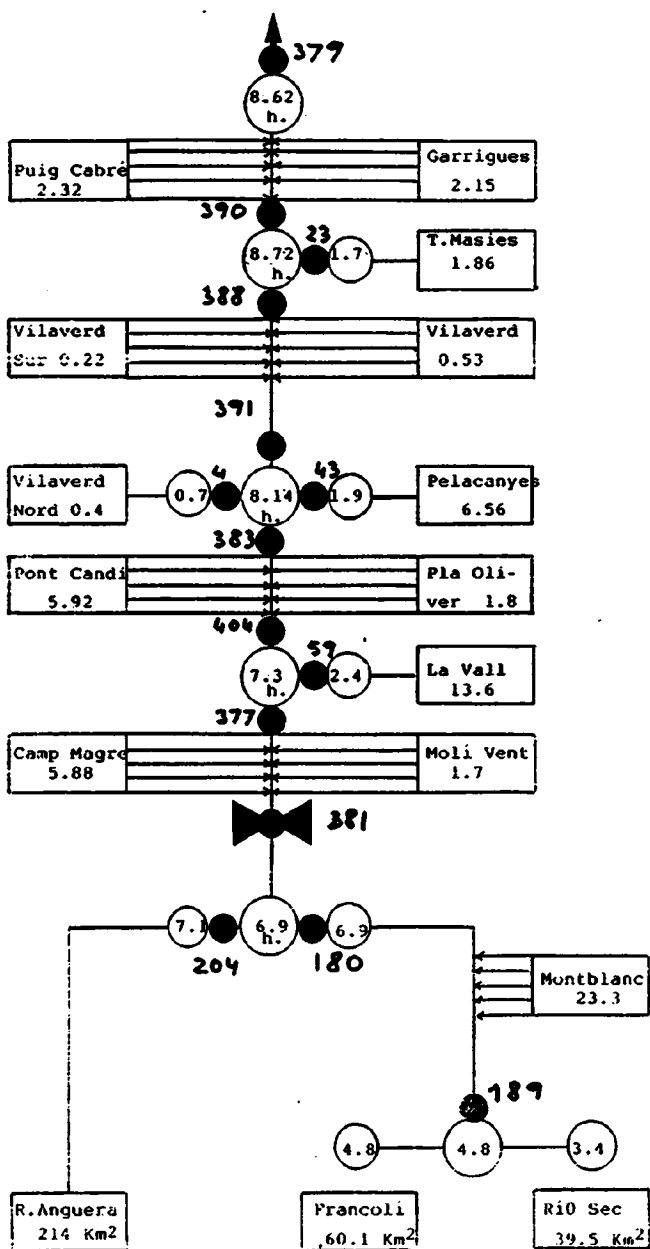 379
8.62
h.
Puig Cabré
2.32
Garrigues
2.15
390
23
8.72
h.
1.7
T.Masies
1.86
388
Vilaverd
Sur 0.22
Vilaverd
0.53
391
Vilaverd
Nord 0.4
0.7
4
8.14
h.
43
1.9
Pelacanyes
6.56
383
Pont Candi
5.92
Pla Oli-
ver 1.8
404
59
7.3
h.
2.4
La Vall
13.6
377
Camp Magre
5.88
Moli Vent
1.7
381
7.1
6.9
h.
6.9
204
180
Montblanc
23.3
189
4.8
4.8
3.4
R.Anguera
214 Km2
Francoli
60.1 Km2
RiO Sec
39.5 Km2